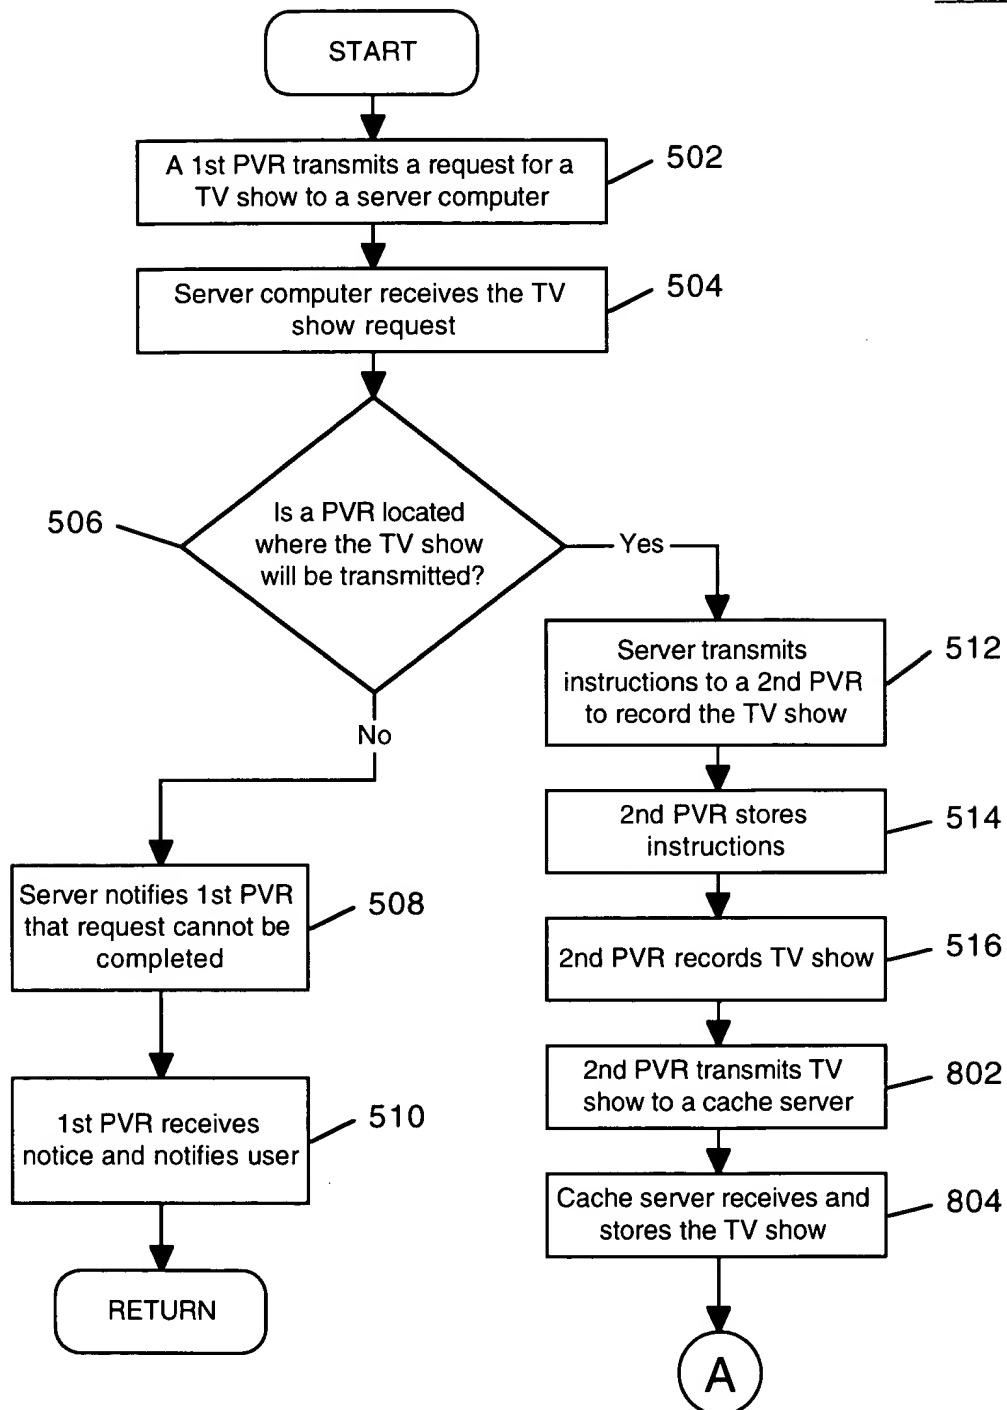 START
A 1st PVR transmits a request for a
TV show to a server computer
502
Server computer receives the TV
show request
504
Is a PVR located
where the TV show
will be transmitted?
506
Yes
No
Server transmits
instructions to a 2nd PVR
to record the TV show
512
2nd PVR stores
instructions
514
Server notifies 1st PVR
that request cannot be
completed
508
2nd PVR records TV show
516
2nd PVR transmits TV
show to a cache server
802
1st PVR receives
notice and notifies user
510
Cache server receives and
stores the TV show
804
RETURN
A